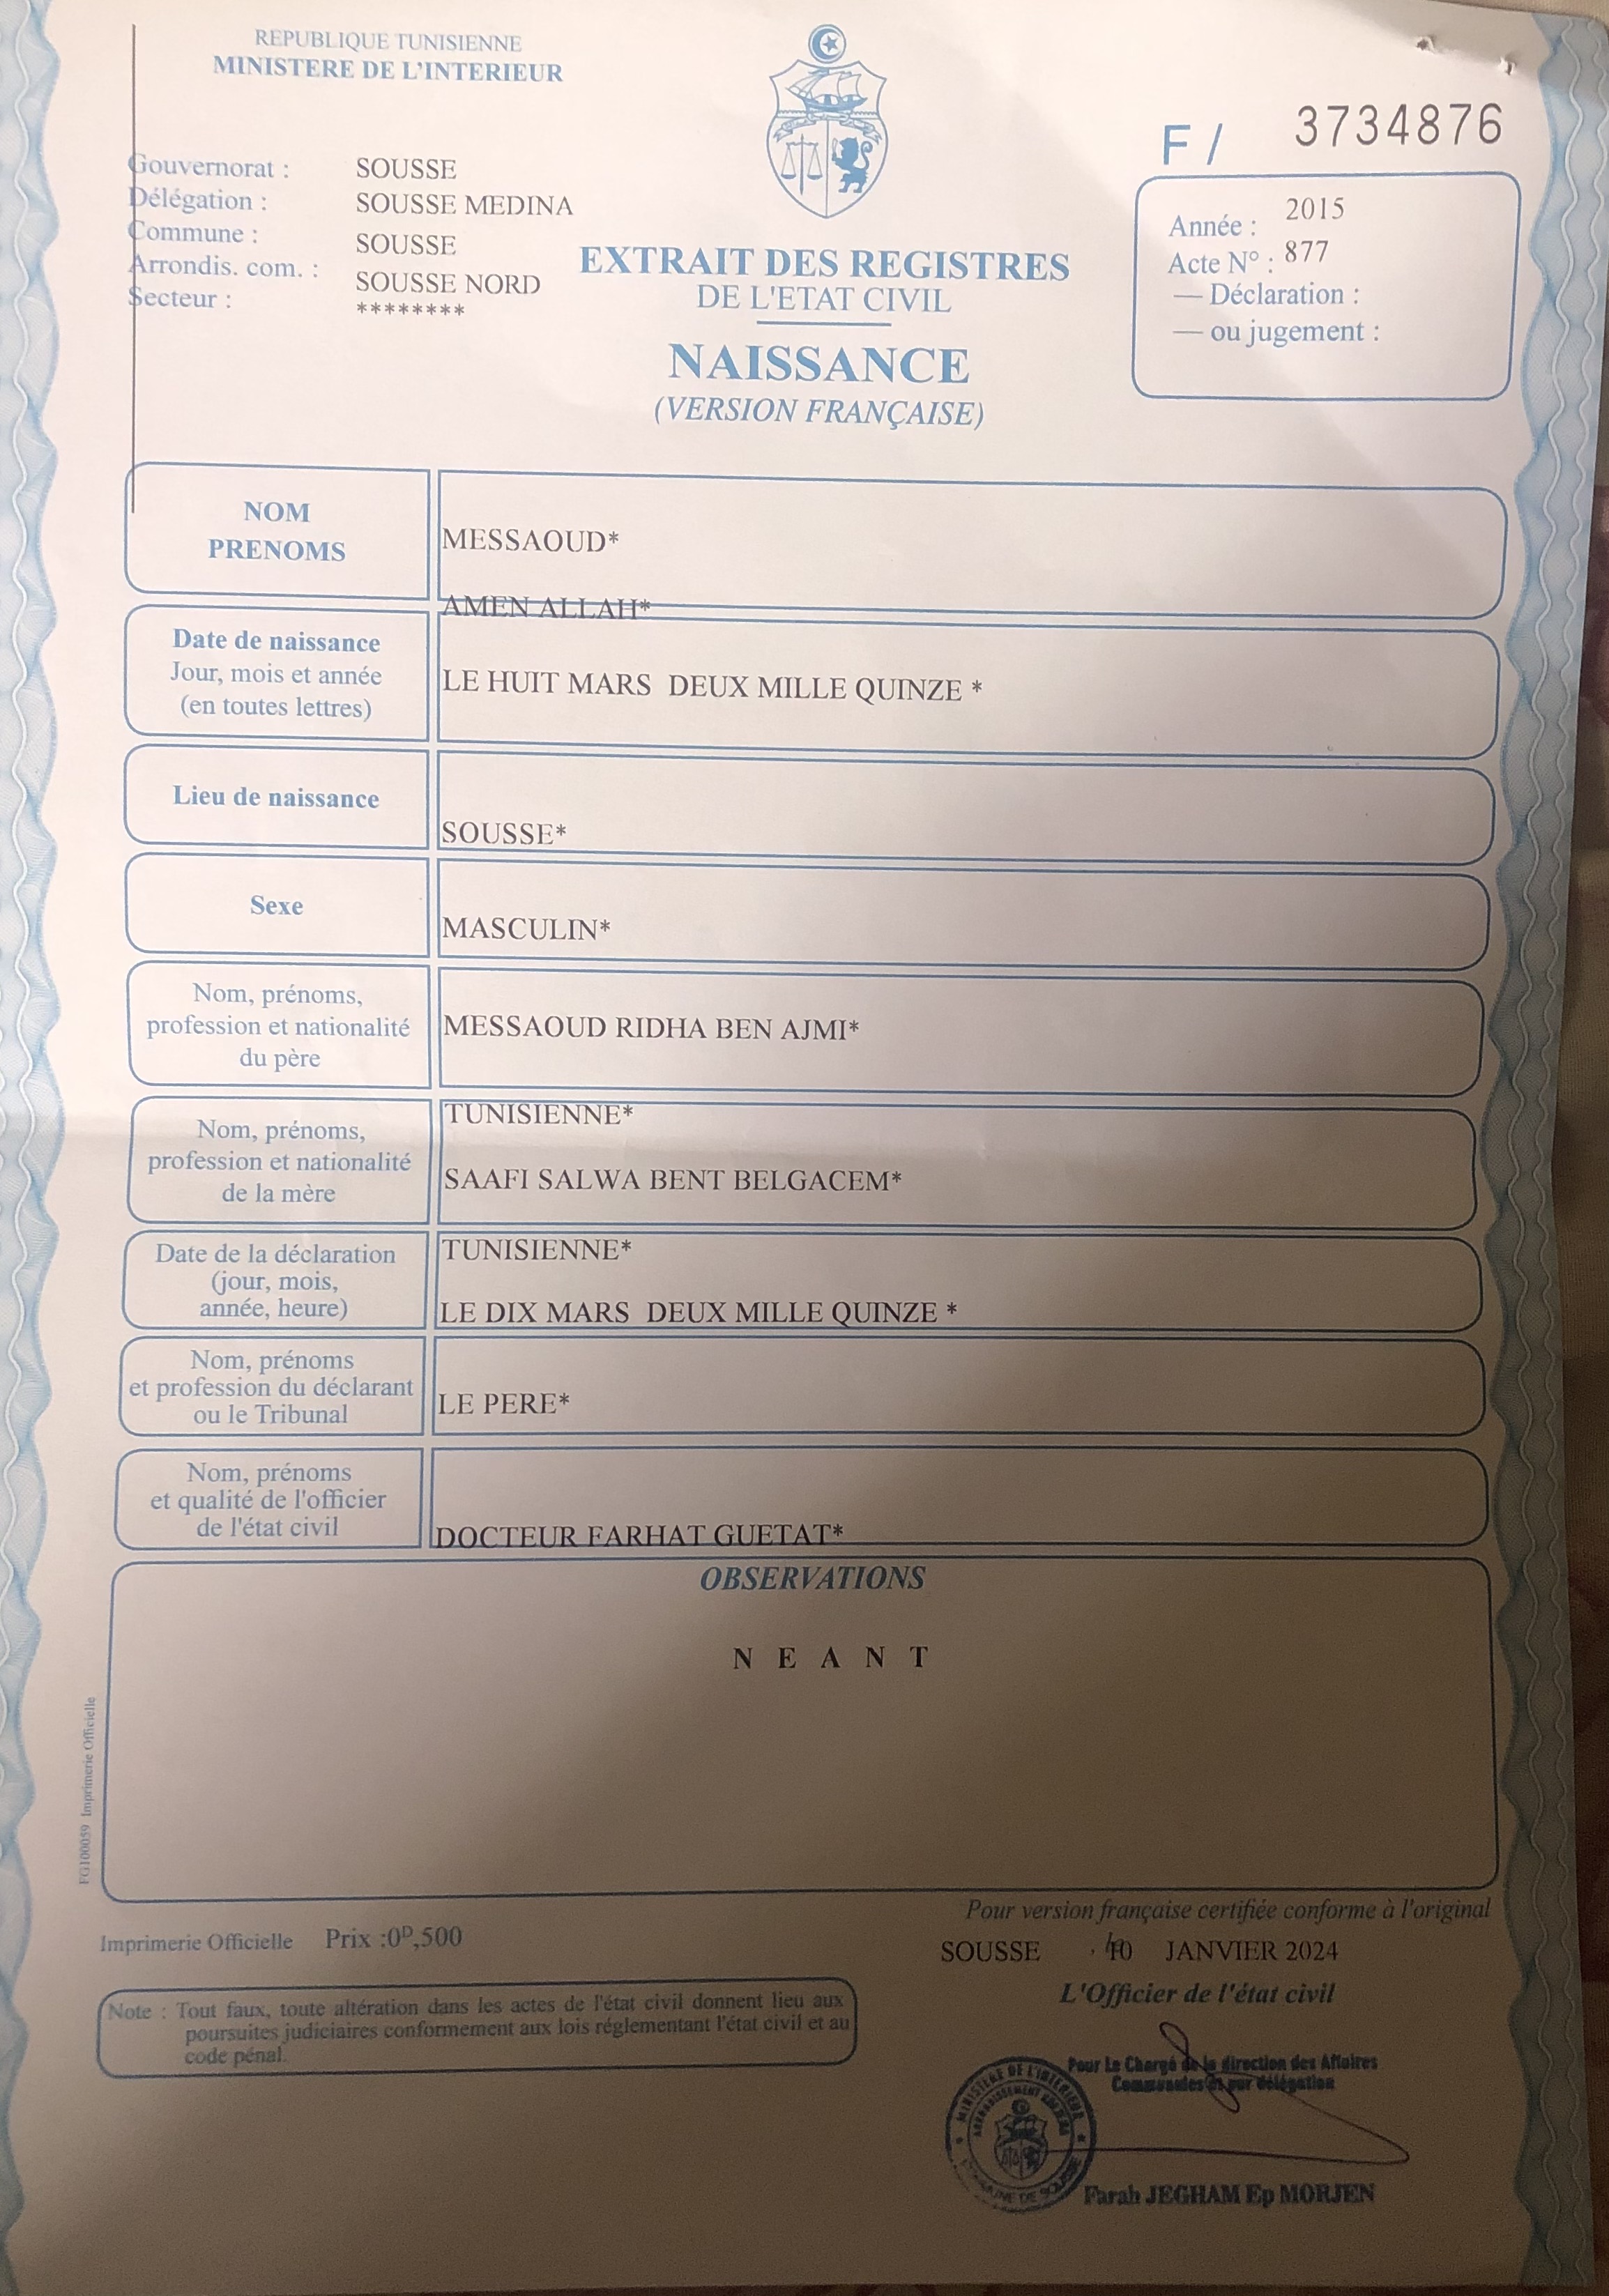 REPUBLIQUE TUNISIENNE
MINISTERE DE L'INTERIEUR
F / 3734876
Gouvernorat : SOUSSE
Délégation : SOUSSE MEDINA
Commune : SOUSSE
Arrondis. com. : SOUSSE NORD
Secteur : ********
EXTRAIT DES REGISTRES
DE L'ETAT CIVIL
NAISSANCE
(VERSION FRANÇAISE)
Année : 2015
Acte N° : 877
— Déclaration :
— ou jugement :
NOM
PRENOMS
MESSAOUD*
AMEN ALLAH*
Date de naissance
Jour, mois et année
(en toutes lettres)
LE HUIT MARS DEUX MILLE QUINZE *
Lieu de naissance
SOUSSE*
Sexe
MASCULIN*
Nom, prénoms,
profession et nationalité
du père
MESSAOUD RIDHA BEN AJMI*
TUNISIENNE*
Nom, prénoms,
profession et nationalité
de la mère
SAAFI SALWA BENT BELGACEM*
TUNISIENNE*
Date de la déclaration
(jour, mois,
année, heure)
LE DIX MARS DEUX MILLE QUINZE *
Nom, prénoms
et profession du déclarant
ou le Tribunal
LE PERE*
Nom, prénoms
et qualité de l'officier
de l'état civil
DOCTEUR FARHAT GUETAT*
OBSERVATIONS
N E A N T
FG100059 Imprimerie Officielle
Imprimerie Officielle Prix :0ᴰ,500
Pour version française certifiée conforme à l'original
SOUSSE 10 JANVIER 2024
L'Officier de l'état civil
Note : Tout faux, toute altération dans les actes de l'état civil donnent lieu aux
poursuites judiciaires conformement aux lois réglementant l'état civil et au
code pénal.
Pour Le Chargé de la direction des Affaires
Communales et par délégation
MINISTERE DE L'INTERIEUR
COMMUNE DE SOUSSE
Farah JEGHAM Ep MORJEN